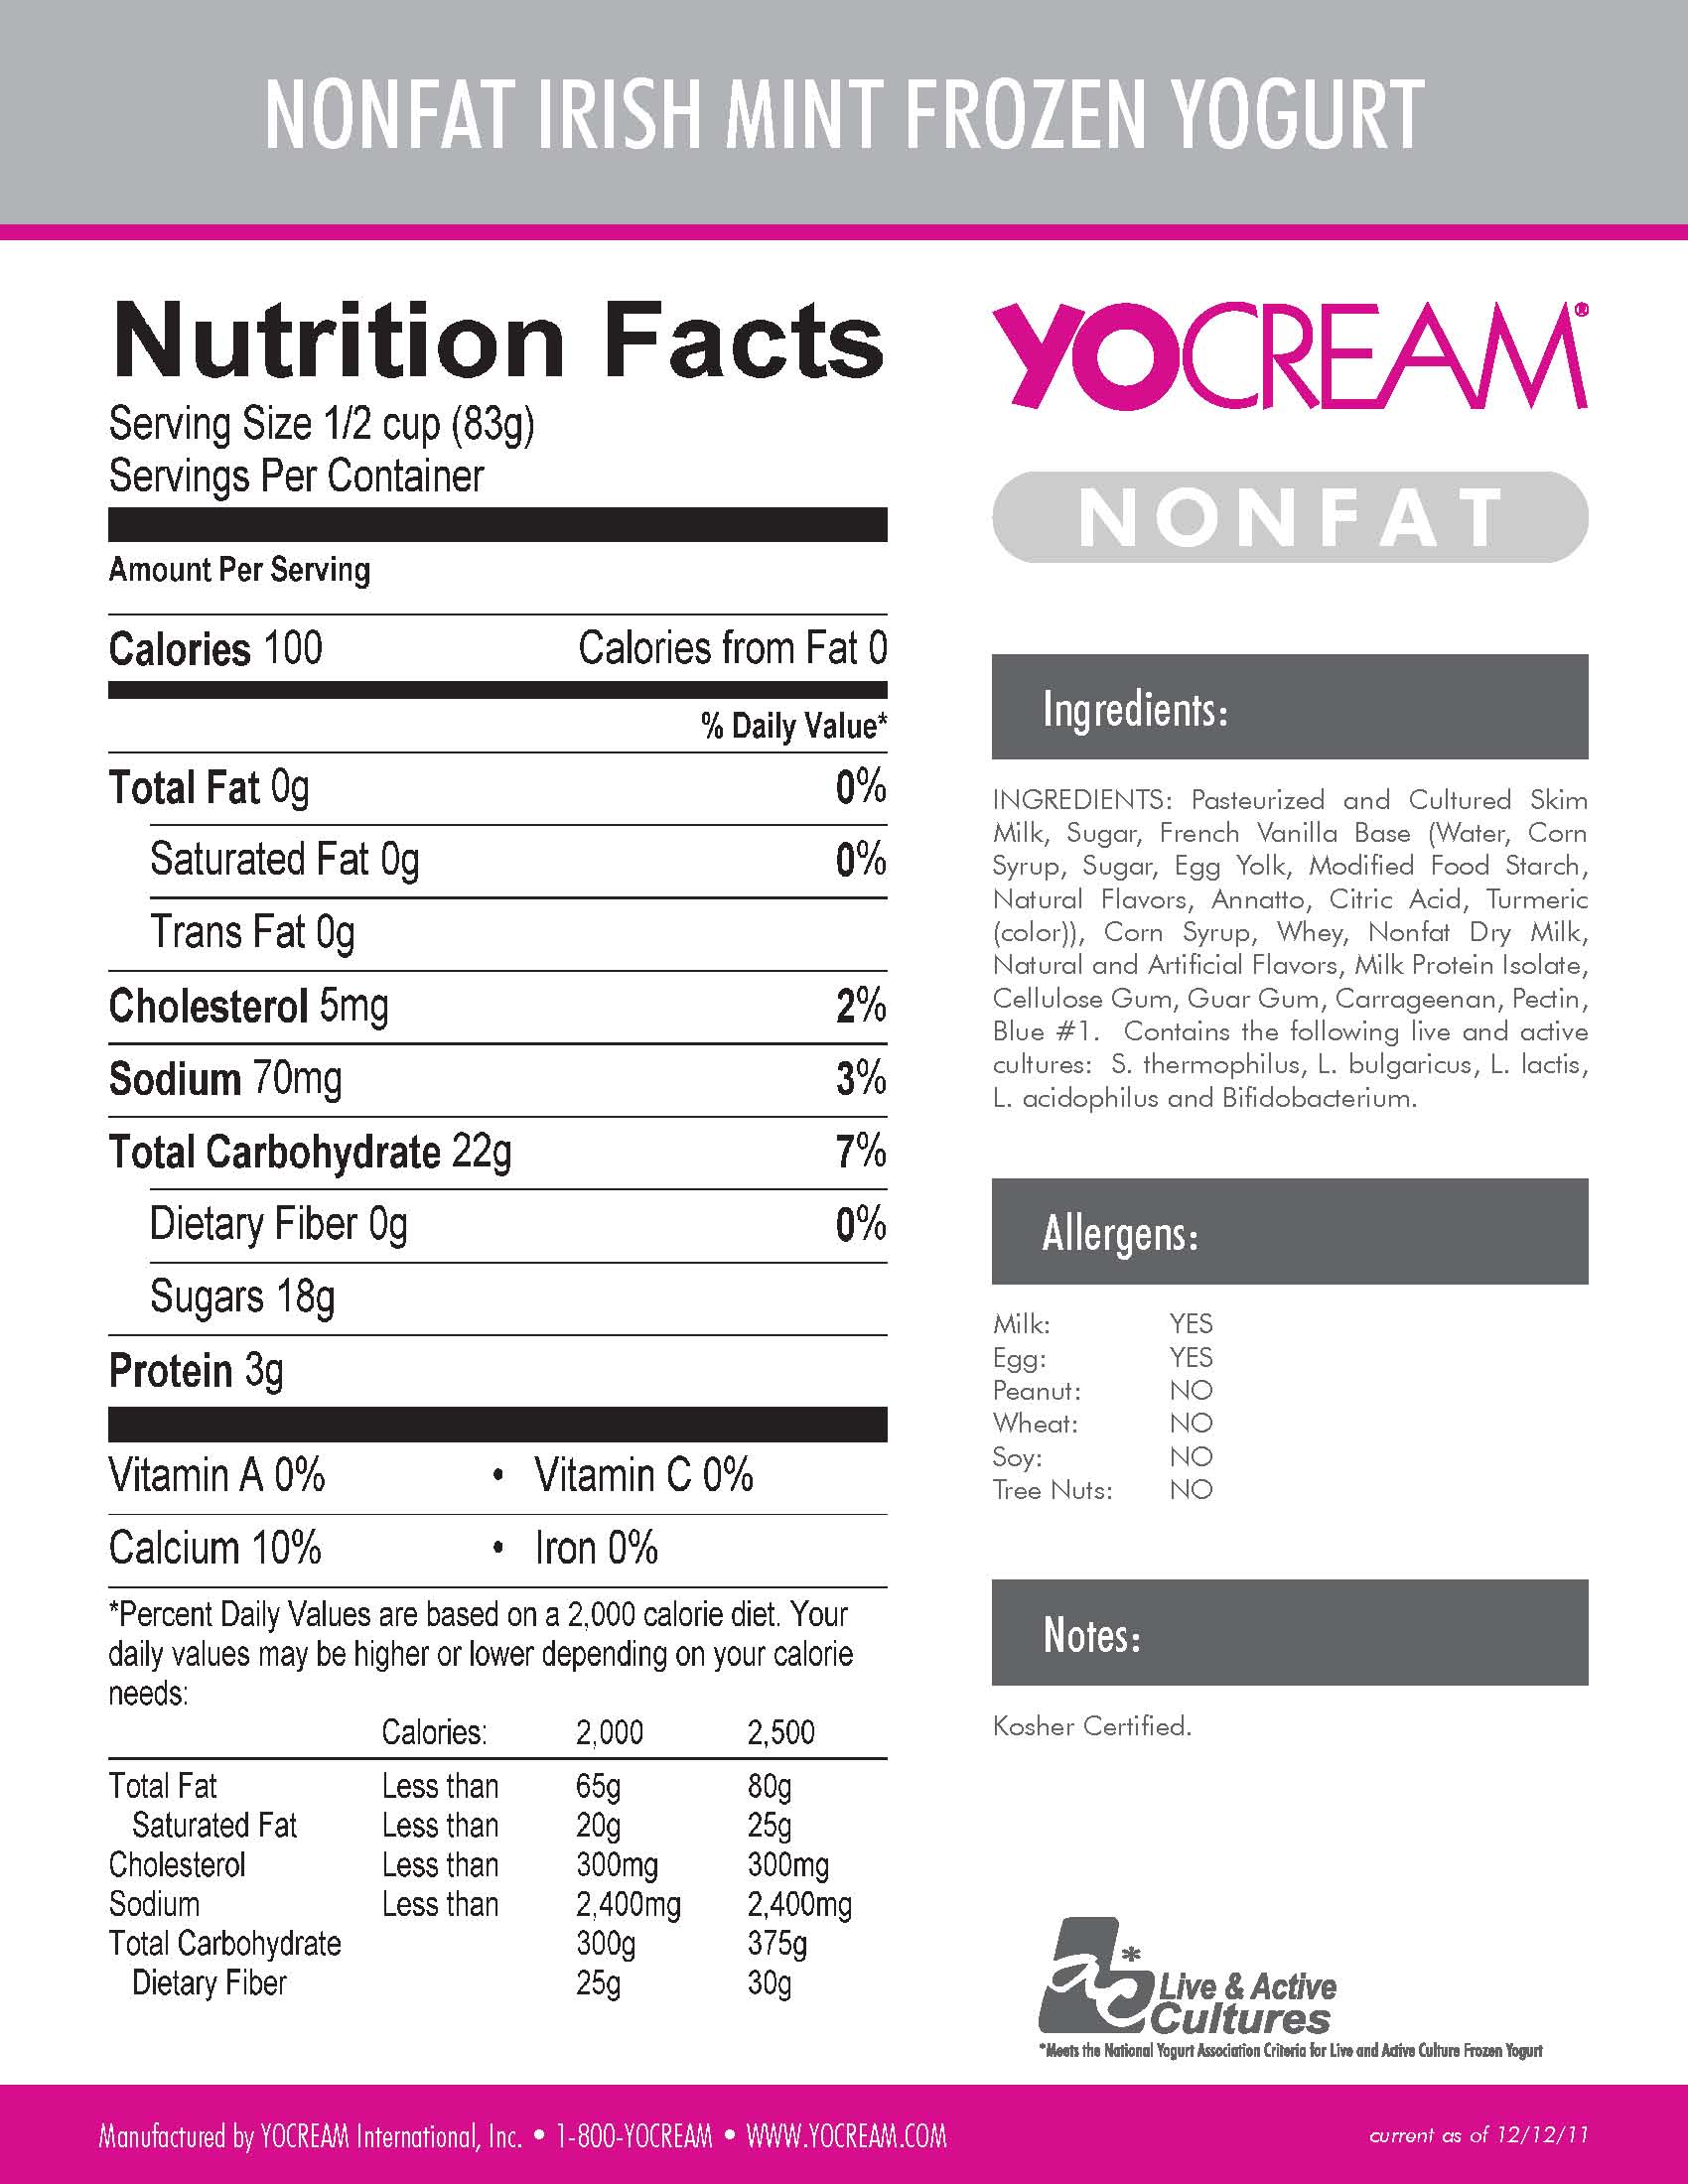 NONFAT IRISH MINT FROZEN YOGURT
Nutrition Facts
Serving Size 1/2 cup (83g)
Servings Per Container
Amount Per Serving
Calories 100 Calories from Fat 0
% Daily Value*
Total Fat 0g 0%
Saturated Fat 0g 0%
Trans Fat 0g
Cholesterol 5mg 2%
Sodium 70mg 3%
Total Carbohydrate 22g 7%
Dietary Fiber 0g 0%
Sugars 18g
Protein 3g
Vitamin A 0% • Vitamin C 0%
Calcium 10% • Iron 0%
*Percent Daily Values are based on a 2,000 calorie diet. Your
daily values may be higher or lower depending on your calorie
needs:
Calories: 2,000 2,500
Total Fat Less than 65g 80g
Saturated Fat Less than 20g 25g
Cholesterol Less than 300mg 300mg
Sodium Less than 2,400mg 2,400mg
Total Carbohydrate 300g 375g
Dietary Fiber 25g 30g
YOCREAM®
NONFAT
Ingredients:
INGREDIENTS: Pasteurized and Cultured Skim
Milk, Sugar, French Vanilla Base (Water, Corn
Syrup, Sugar, Egg Yolk, Modified Food Starch,
Natural Flavors, Annatto, Citric Acid, Turmeric
(color)), Corn Syrup, Whey, Nonfat Dry Milk,
Natural and Artificial Flavors, Milk Protein Isolate,
Cellulose Gum, Guar Gum, Carrageenan, Pectin,
Blue #1. Contains the following live and active
cultures: S. thermophilus, L. bulgaricus, L. lactis,
L. acidophilus and Bifidobacterium.
Allergens:
Milk: YES
Egg: YES
Peanut: NO
Wheat: NO
Soy: NO
Tree Nuts: NO
Notes:
Kosher Certified.
ac*
Live & Active
Cultures
*Meets the National Yogurt Association Criteria for Live and Active Culture Frozen Yogurt
Manufactured by YOCREAM International, Inc. • 1-800-YOCREAM • WWW.YOCREAM.COM
current as of 12/12/11